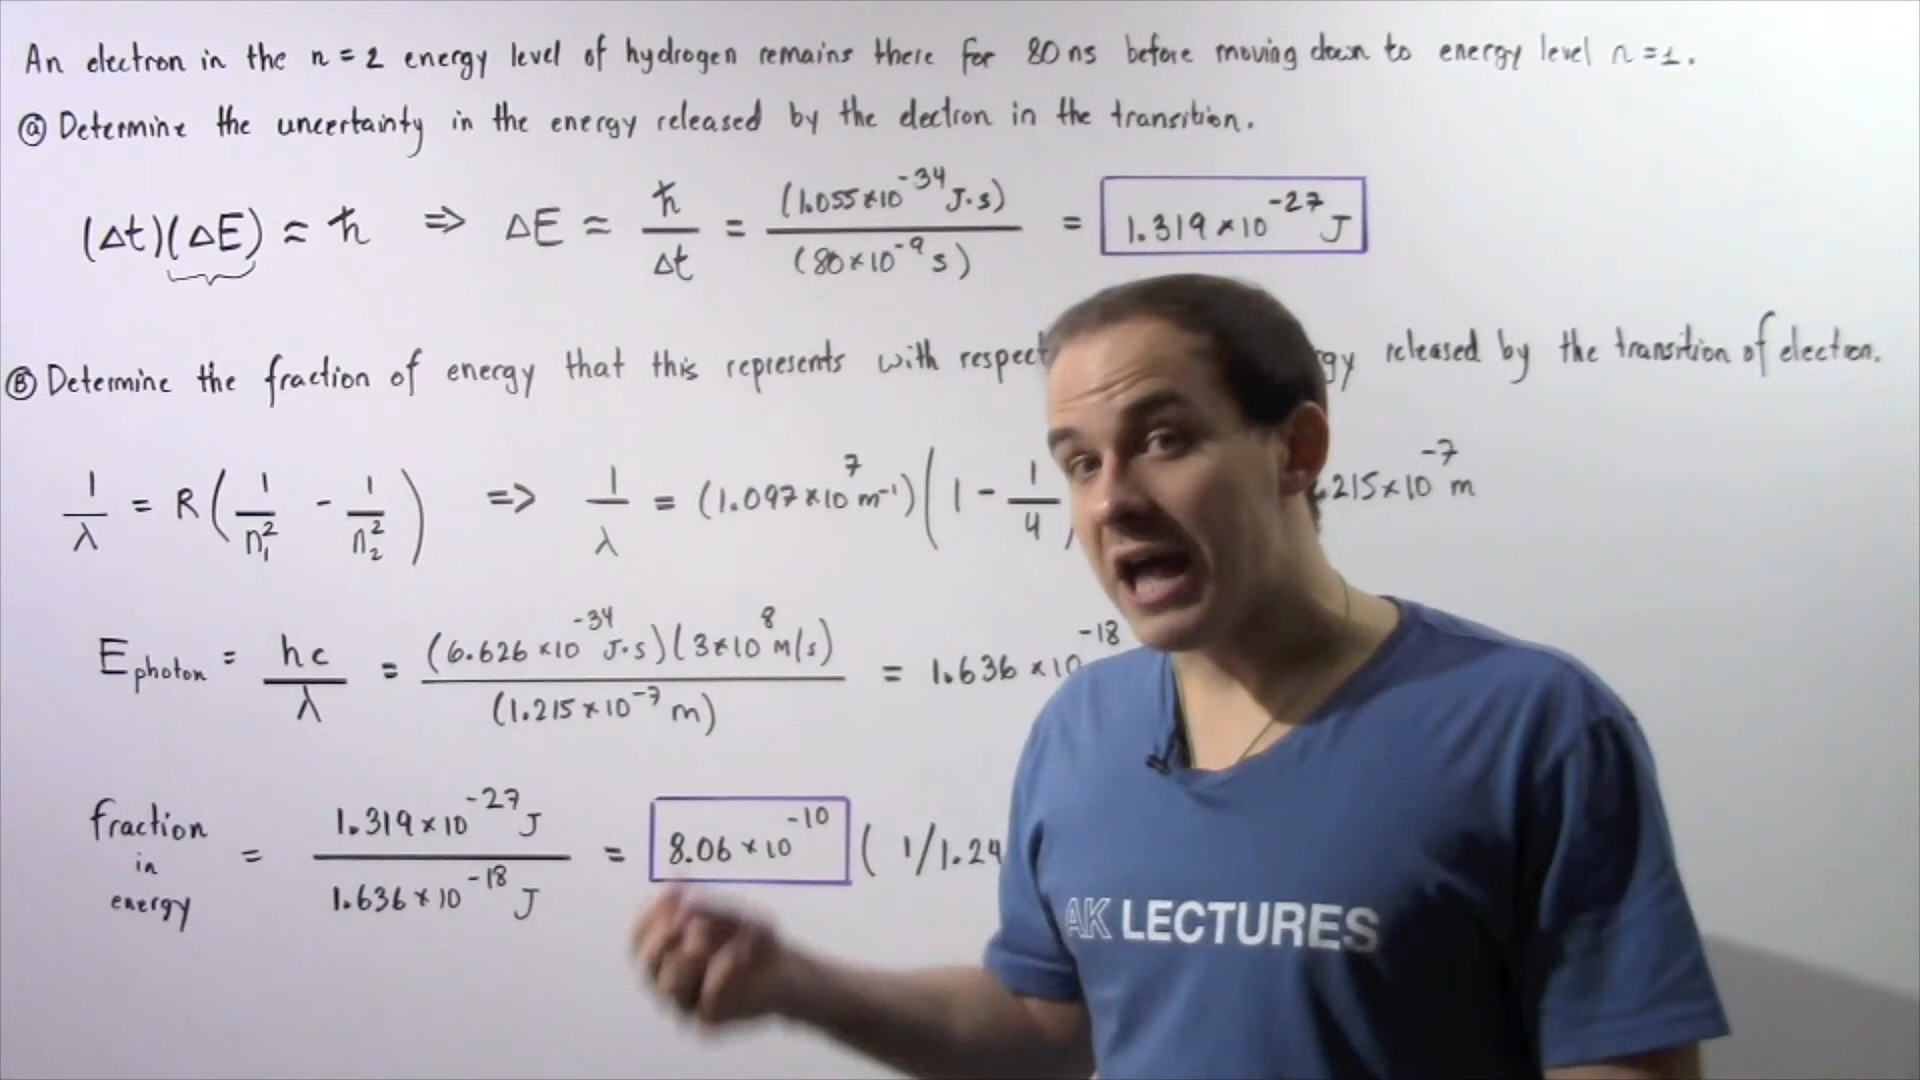 An electron in the n = 2 energy level of hydrogen remains there for 80 ns before moving down to energy level n = 1.
ⓐ Determine the uncertainty in the energy released by the electron in the transition.
(Δt)(ΔE) ≈ ħ ⇒ ΔE ≈ ħ/Δt = (1.055×10^-34 J·s)/(80×10^-9 s) = 1.319×10^-27 J
Ⓑ Determine the fraction of energy that this represents with respect released by the transition of electron.
1/λ = R(1/n₁² - 1/n₂²) ⇒ 1/λ = (1.097×10^7 m^-1)(1 - 1/4) .215×10^-7 m
E photon = hc/λ = (6.626×10^-34 J·s)(3×10^8 m/s)/(1.215×10^-7 m) = 1.636×10^-18
fraction in energy = 1.319×10^-27 J/1.636×10^-18 J = 8.06×10^-10 (1/1.24
AK LECTURES